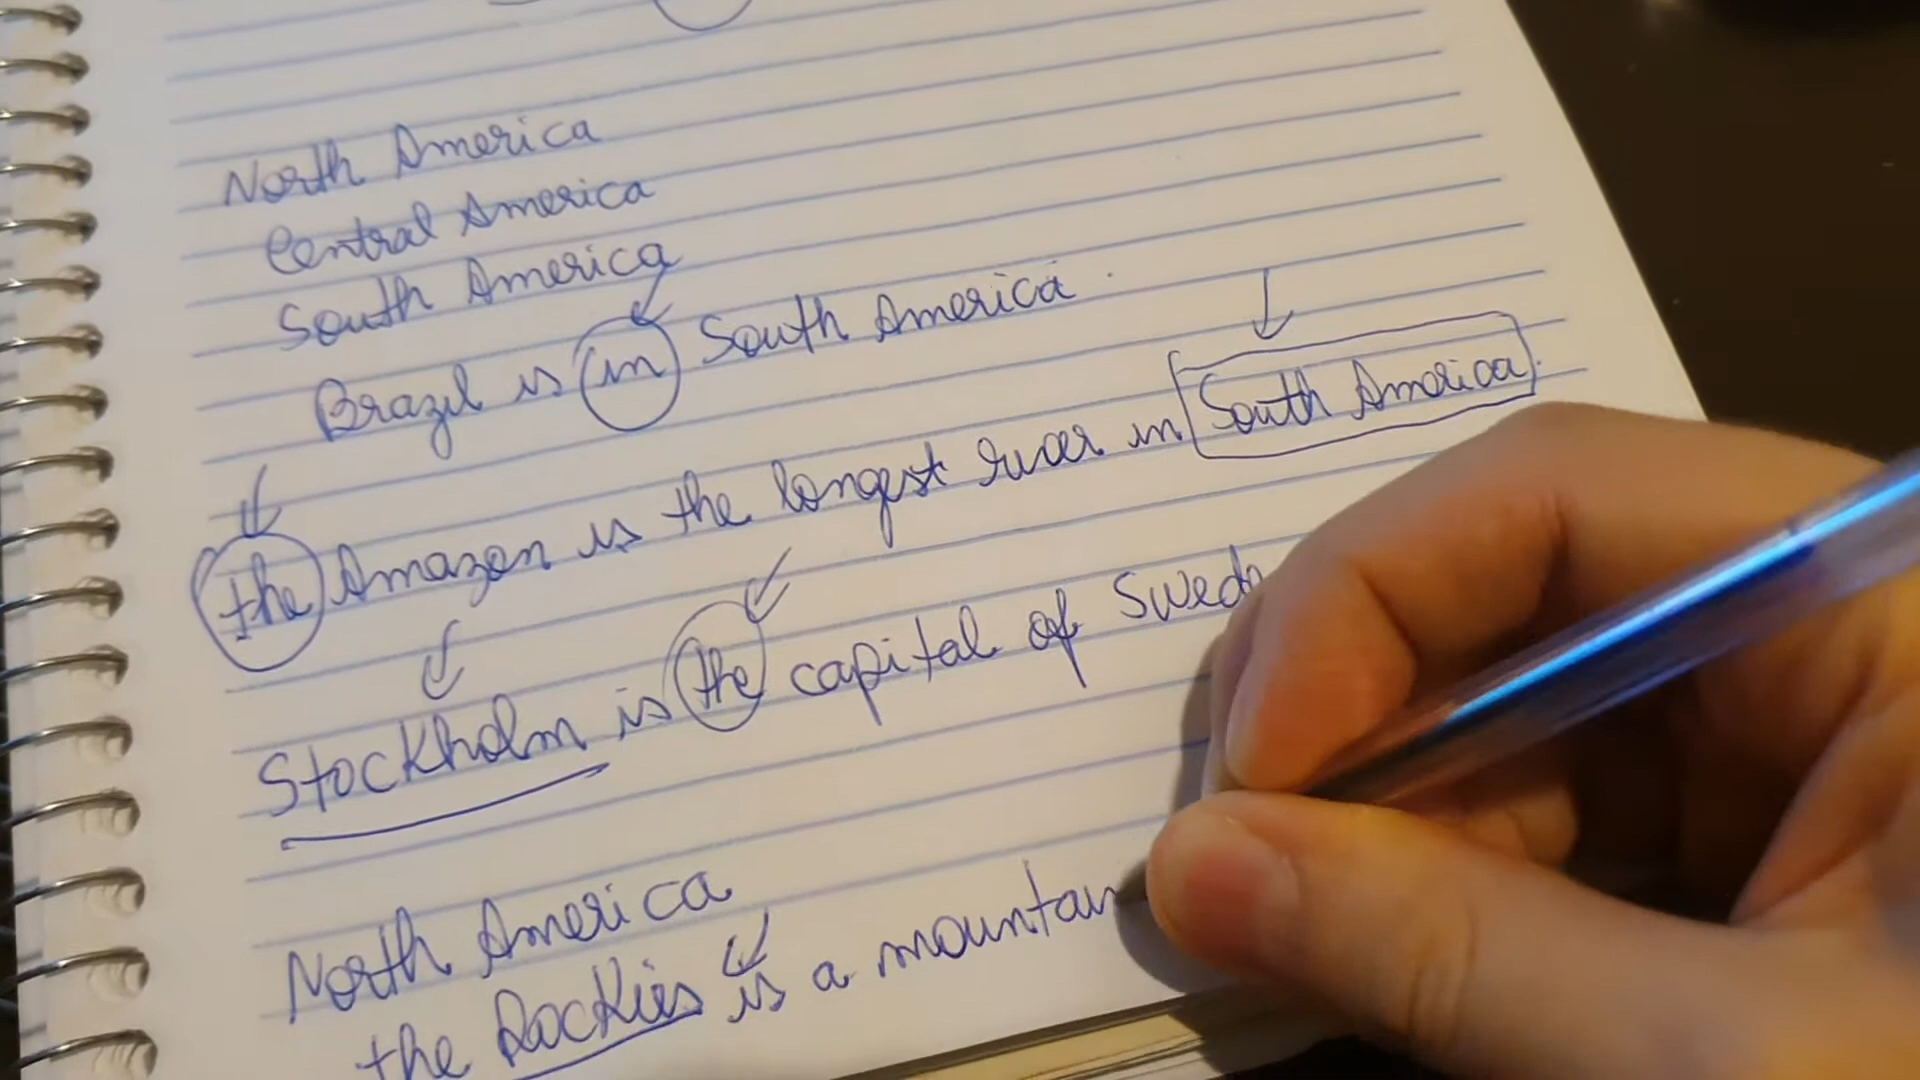 North America
Central America
South America
Brazil is in South America.
the Amazon is the longest river in South America.
Stockholm is the capital of Swed
North America
the Rockies is a mountain